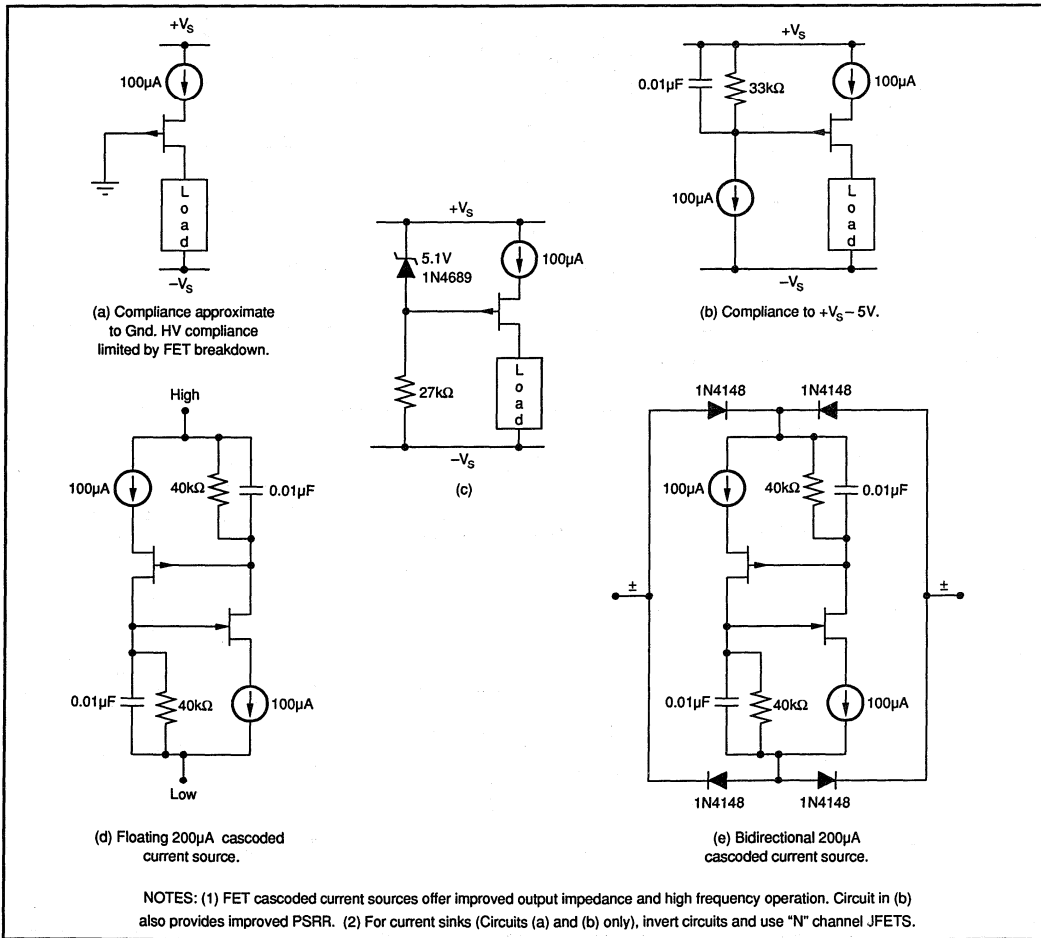 +VS
100µA
Load
−VS
(a) Compliance approximate
to Gnd. HV compliance
limited by FET breakdown.
+VS
0.01µF
33kΩ
100µA
100µA
Load
−VS
(b) Compliance to +VS – 5V.
+VS
5.1V
1N4689
100µA
27kΩ
Load
−VS
(c)
High
100µA
40kΩ
0.01µF
0.01µF
40kΩ
100µA
Low
(d) Floating 200µA cascoded
current source.
1N4148
1N4148
100µA
40kΩ
0.01µF
±
±
0.01µF
40kΩ
100µA
1N4148
1N4148
(e) Bidirectional 200µA
cascoded current source.
NOTES: (1) FET cascoded current sources offer improved output impedance and high frequency operation. Circuit in (b)
also provides improved PSRR. (2) For current sinks (Circuits (a) and (b) only), invert circuits and use “N” channel JFETS.